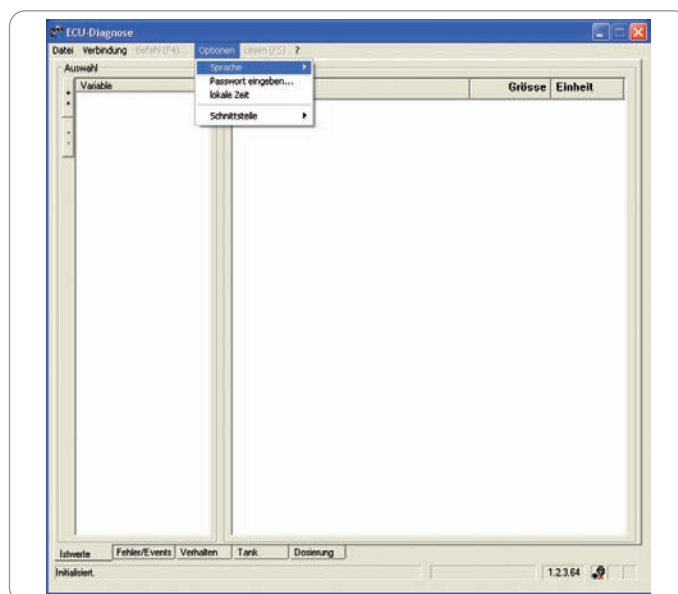 ECU-Diagnose
Datei Verbindung Befehl (F4)... Optionen Lesen (F5) ?
Auswahl
Sprache
Passwort eingeben...
lokale Zeit
Schnittstelle
Variable
Grösse Einheit
Istwerte Fehler/Events Verhalten Tank Dosierung
Initialisiert. 1.2.3.64